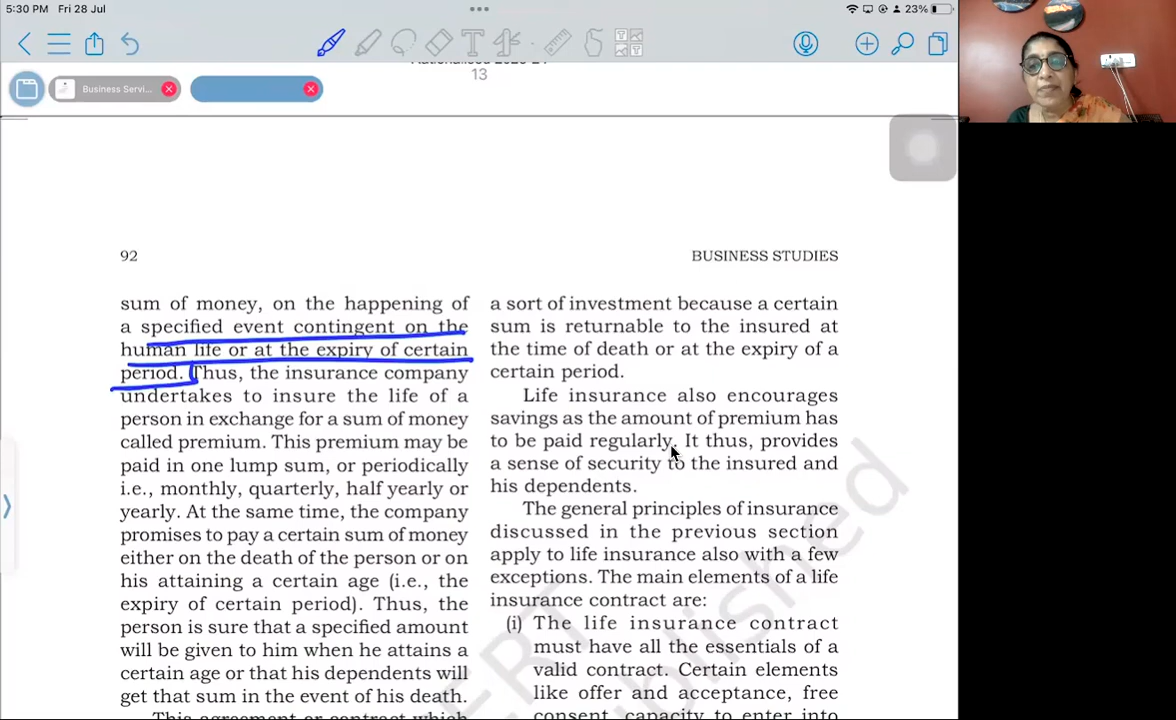 5:30 PM Fri 28 Jul
23%
13
Business Servi...
92
BUSINESS STUDIES
sum of money, on the happening of
a specified event contingent on the
human life or at the expiry of certain
period. Thus, the insurance company
undertakes to insure the life of a
person in exchange for a sum of money
called premium. This premium may be
paid in one lump sum, or periodically
i.e., monthly, quarterly, half yearly or
yearly. At the same time, the company
promises to pay a certain sum of money
either on the death of the person or on
his attaining a certain age (i.e., the
expiry of certain period). Thus, the
person is sure that a specified amount
will be given to him when he attains a
certain age or that his dependents will
get that sum in the event of his death.
This agreement or contract which
a sort of investment because a certain
sum is returnable to the insured at
the time of death or at the expiry of a
certain period.
Life insurance also encourages
savings as the amount of premium has
to be paid regularly. It thus, provides
a sense of security to the insured and
his dependents.
The general principles of insurance
discussed in the previous section
apply to life insurance also with a few
exceptions. The main elements of a life
insurance contract are:
(i) The life insurance contract
must have all the essentials of a
valid contract. Certain elements
like offer and acceptance, free
consent, capacity to enter into